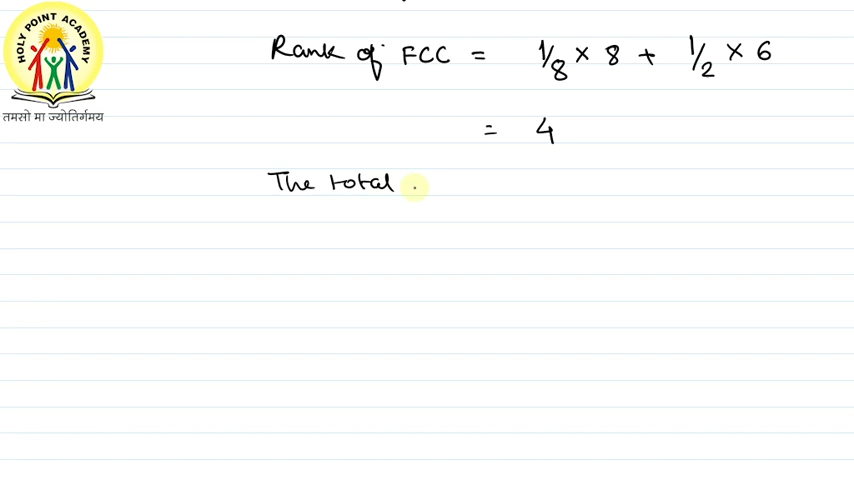 HOLY POINT ACADEMY
तमसो मा ज्योतिर्गमय
Rank of FCC = 1/8 × 8 + 1/2 × 6
= 4
The total .